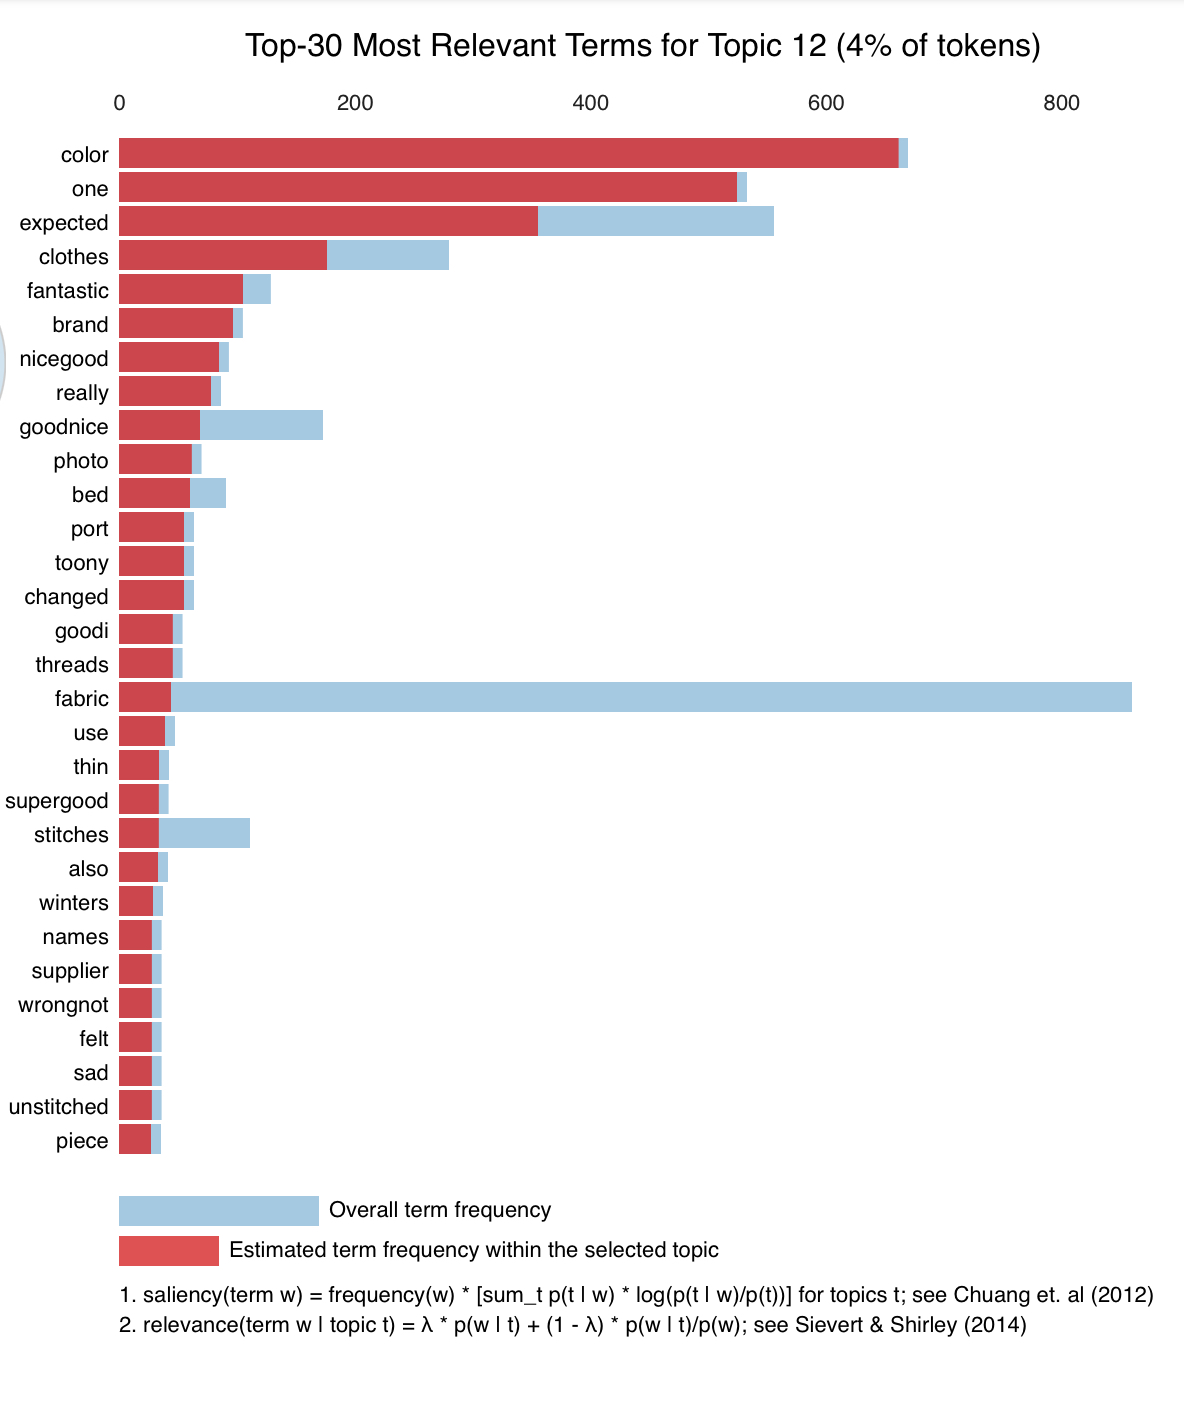 Top-30 Most Relevant Terms for Topic 12 (4% of tokens)
0 200 400 600 800
color
one
expected
clothes
fantastic
brand
nicegood
really
goodnice
photo
bed
port
toony
changed
goodi
threads
fabric
use
thin
supergood
stitches
also
winters
names
supplier
wrongnot
felt
sad
unstitched
piece
Overall term frequency
Estimated term frequency within the selected topic
1. saliency(term w) = frequency(w) * [sum_t p(t | w) * log(p(t | w)/p(t))] for topics t; see Chuang et. al (2012)
2. relevance(term w | topic t) = λ * p(w | t) + (1 - λ) * p(w | t)/p(w); see Sievert & Shirley (2014)